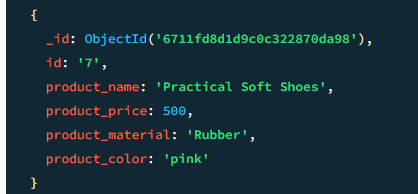 {
_id: ObjectId('6711fd8d1d9c0c322870da98'),
id: '7',
product_name: 'Practical Soft Shoes',
product_price: 500,
product_material: 'Rubber',
product_color: 'pink'
}